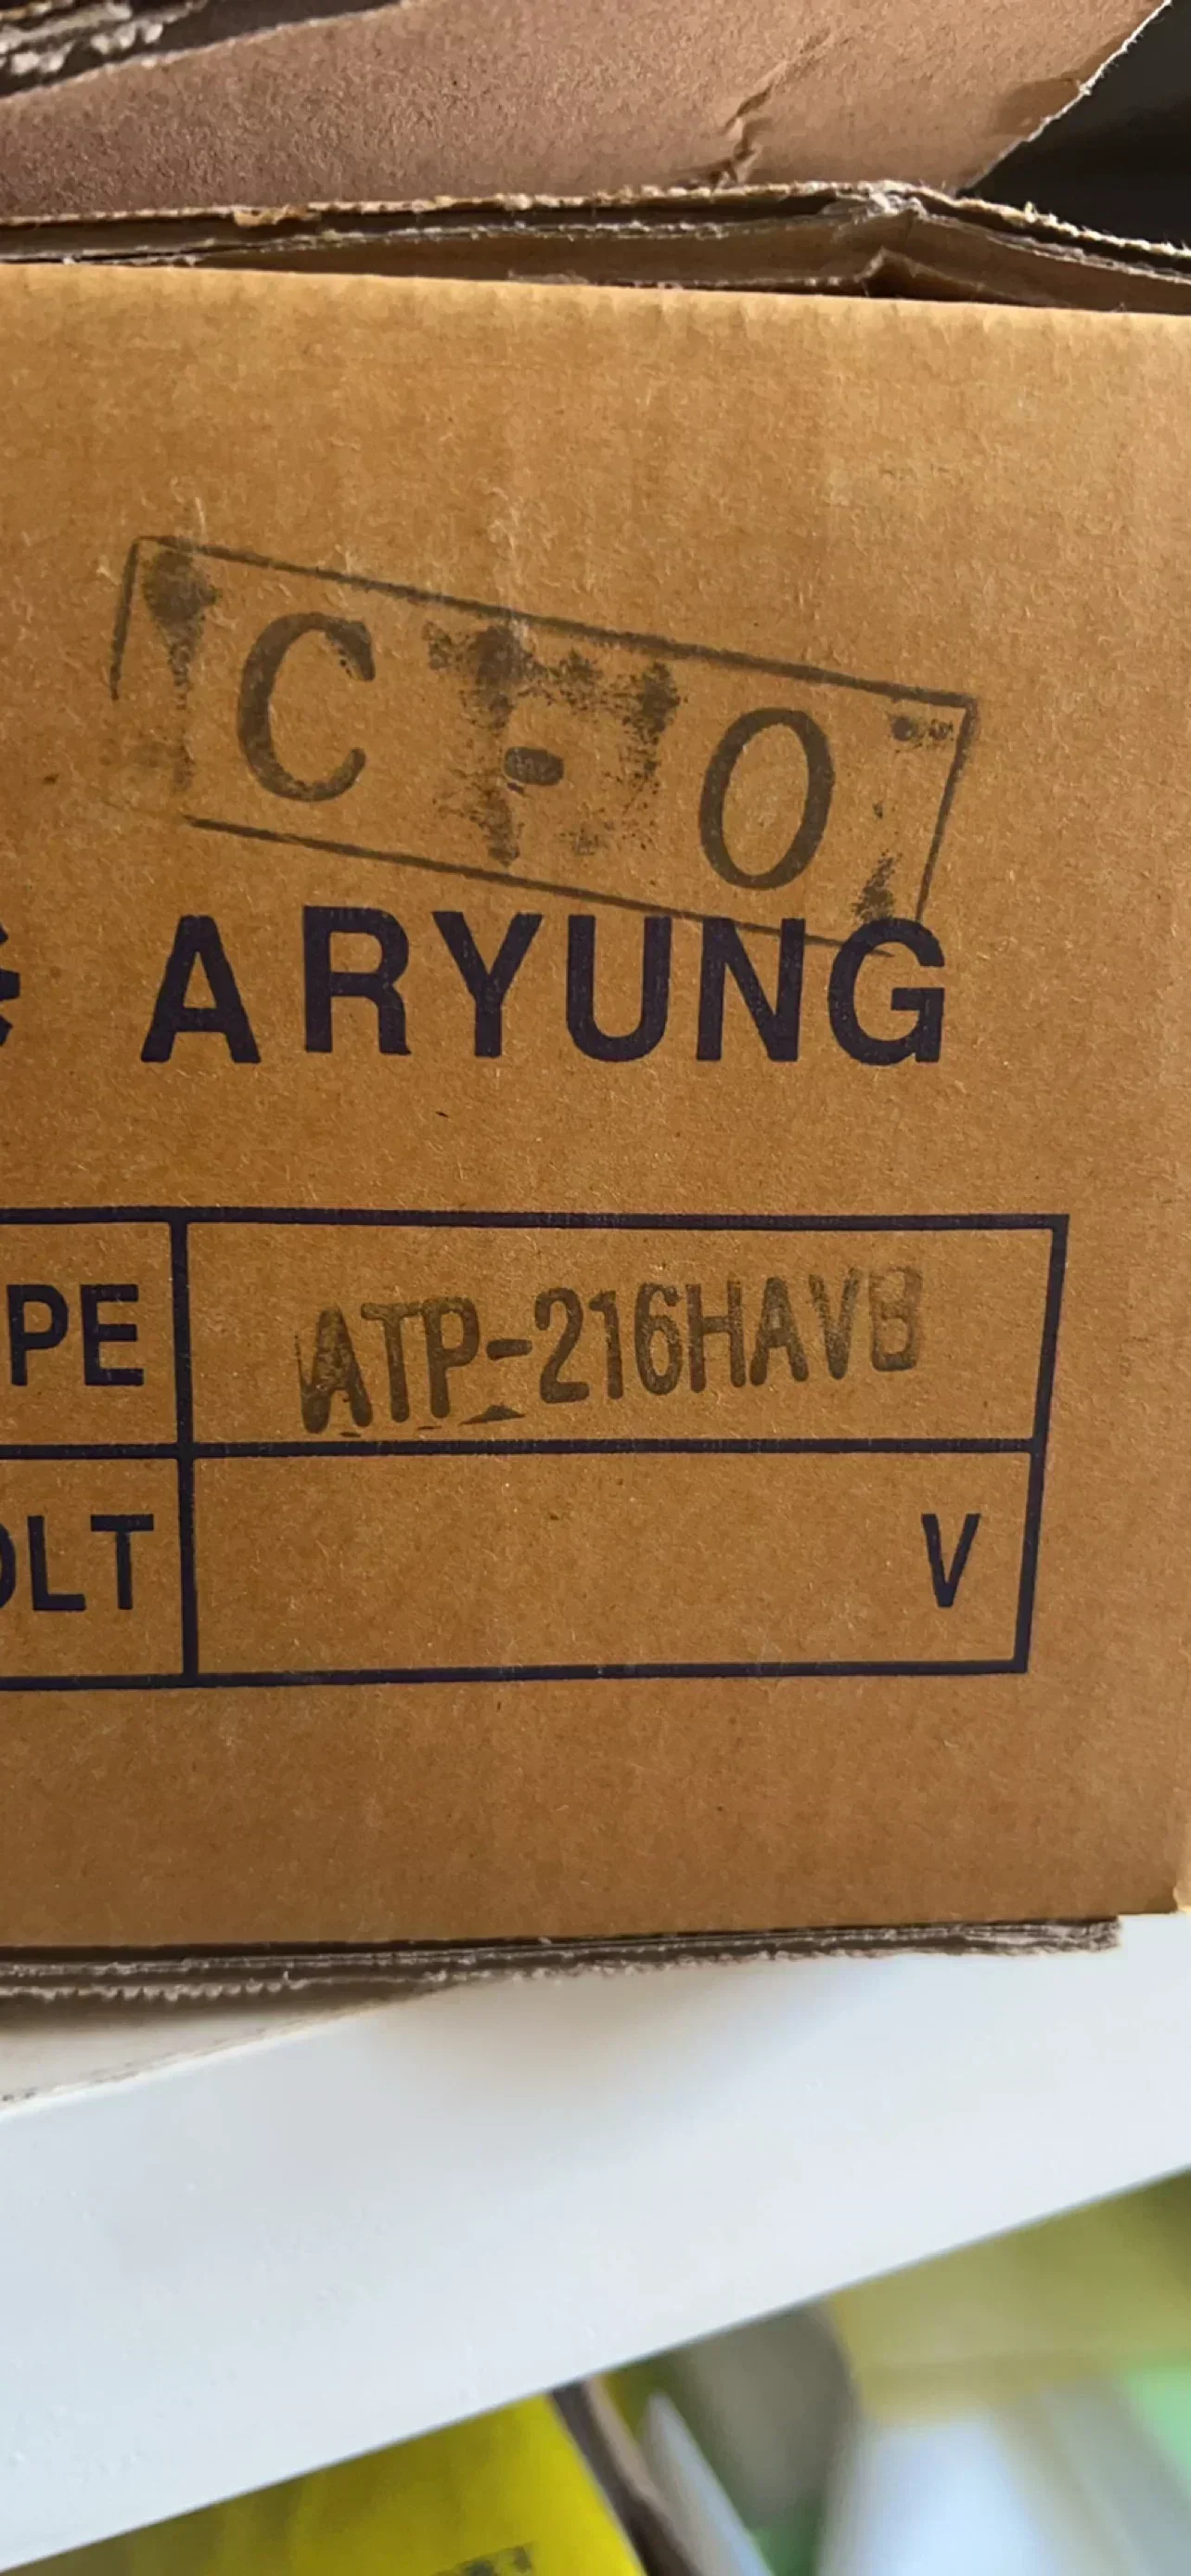 C-O
ARYUNG
PE ATP-216HAVB
OLT V